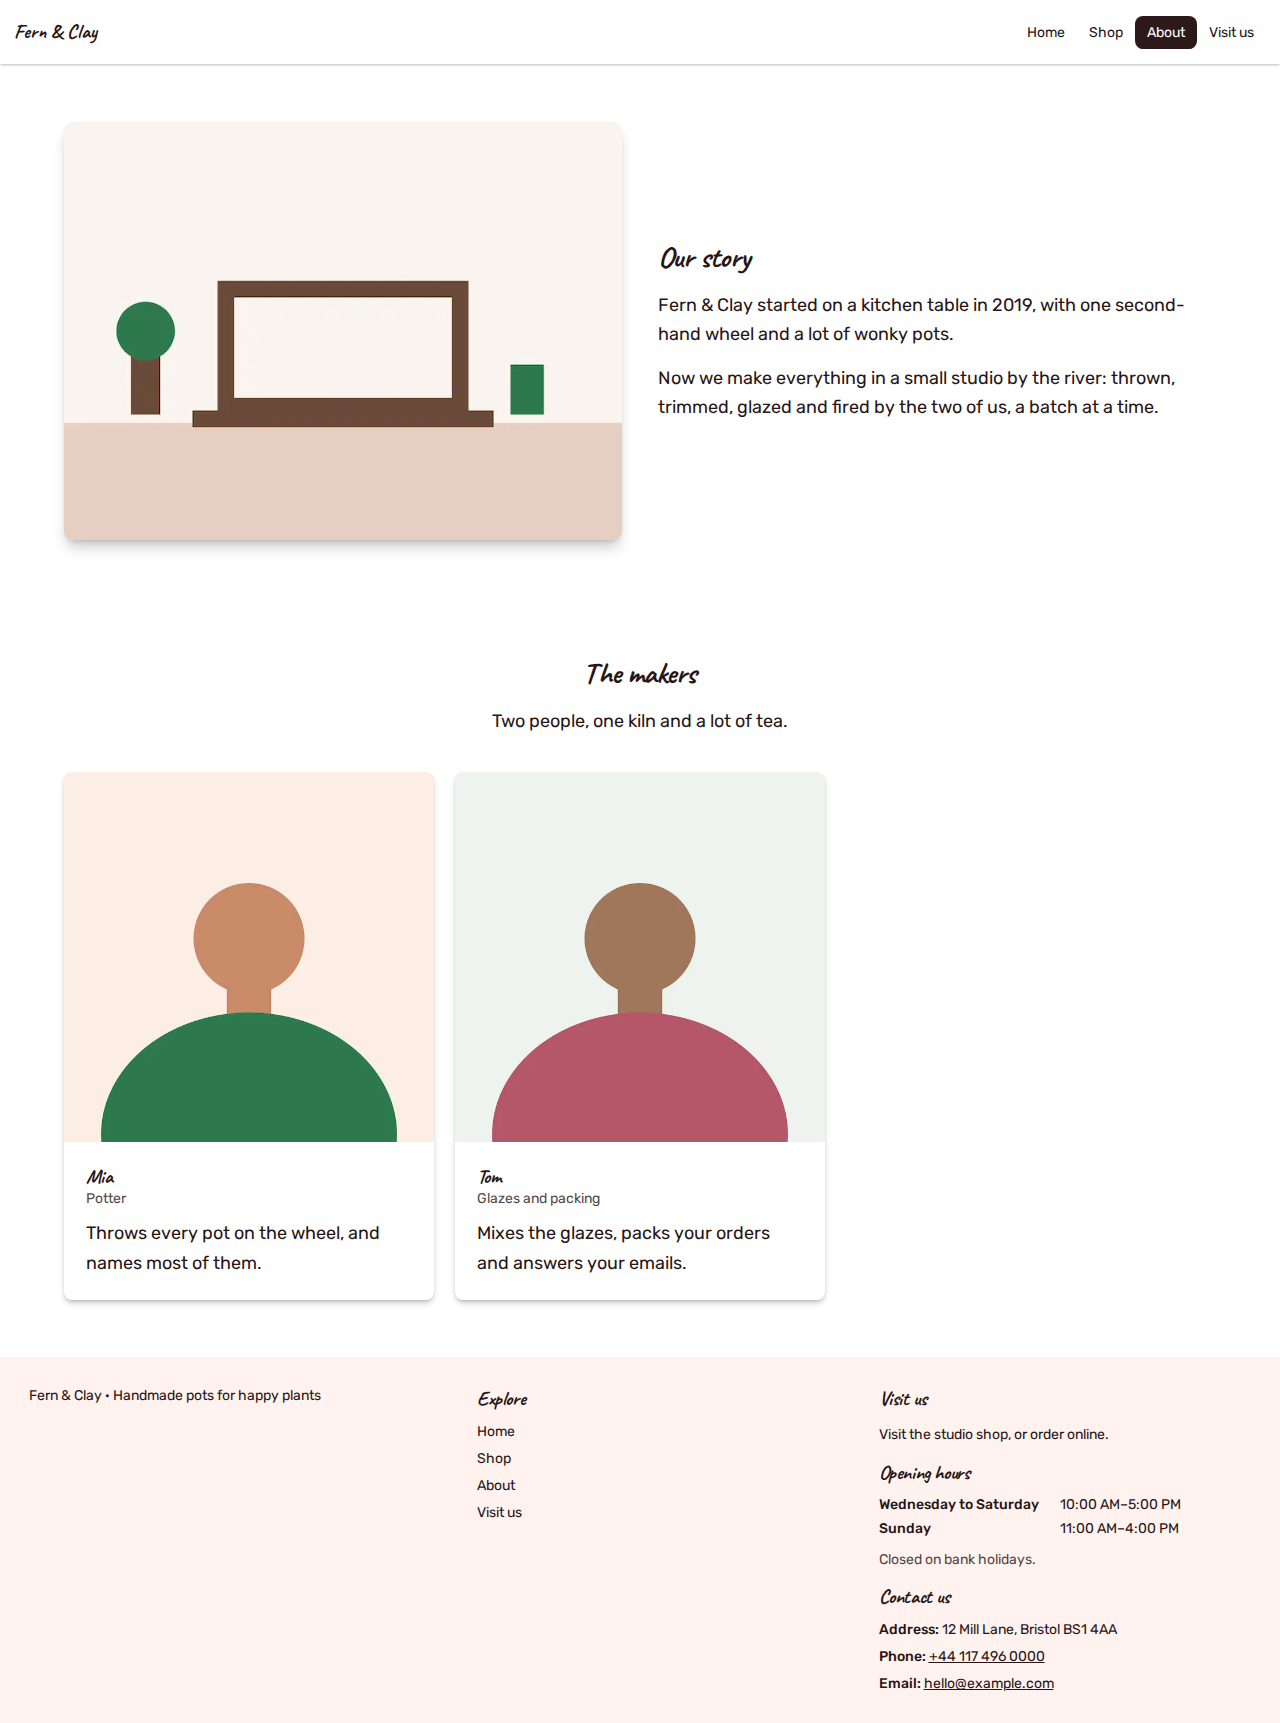 Fern & Clay
Home
Shop
About
Visit us
Our story
Fern & Clay started on a kitchen table in 2019, with one second-
hand wheel and a lot of wonky pots.
Now we make everything in a small studio by the river: thrown,
trimmed, glazed and fired by the two of us, a batch at a time.
The makers
Two people, one kiln and a lot of tea.
Mia
Potter
Throws every pot on the wheel, and
names most of them.
Tom
Glazes and packing
Mixes the glazes, packs your orders
and answers your emails.
Fern & Clay • Handmade pots for happy plants
Explore
Home
Shop
About
Visit us
Visit us
Visit the studio shop, or order online.
Opening hours
Wednesday to Saturday 10:00 AM–5:00 PM
Sunday 11:00 AM–4:00 PM
Closed on bank holidays.
Contact us
Address: 12 Mill Lane, Bristol BS1 4AA
Phone: +44 117 496 0000
Email: hello@example.com